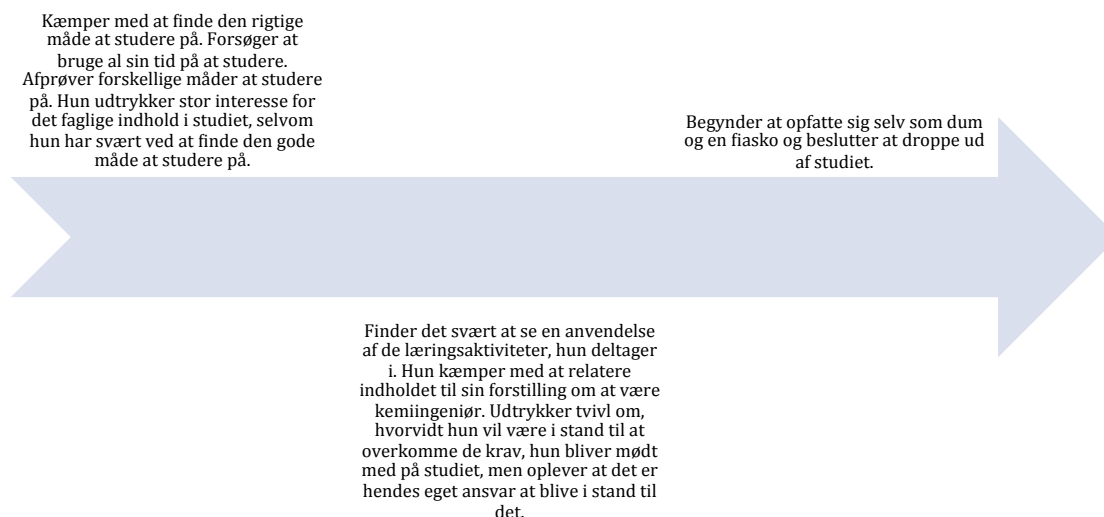 Kæmper med at finde den rigtige
måde at studere på. Forsøger at
bruge al sin tid på at studere.
Afprøver forskellige måder at studere
på. Hun udtrykker stor interesse for
det faglige indhold i studiet, selvom
hun har svært ved at finde den gode
måde at studere på.
Finder det svært at se en anvendelse
af de læringsaktiviteter, hun deltager
i. Hun kæmper med at relatere
indholdet til sin forstilling om at være
kemiingeniør. Udtrykker tvivl om,
hvorvidt hun vil være i stand til at
overkomme de krav, hun bliver mødt
med på studiet, men oplever at det er
hendes eget ansvar at blive i stand til
det.
Begynder at opfatte sig selv som dum
og en fiasko og beslutter at droppe ud
af studiet.